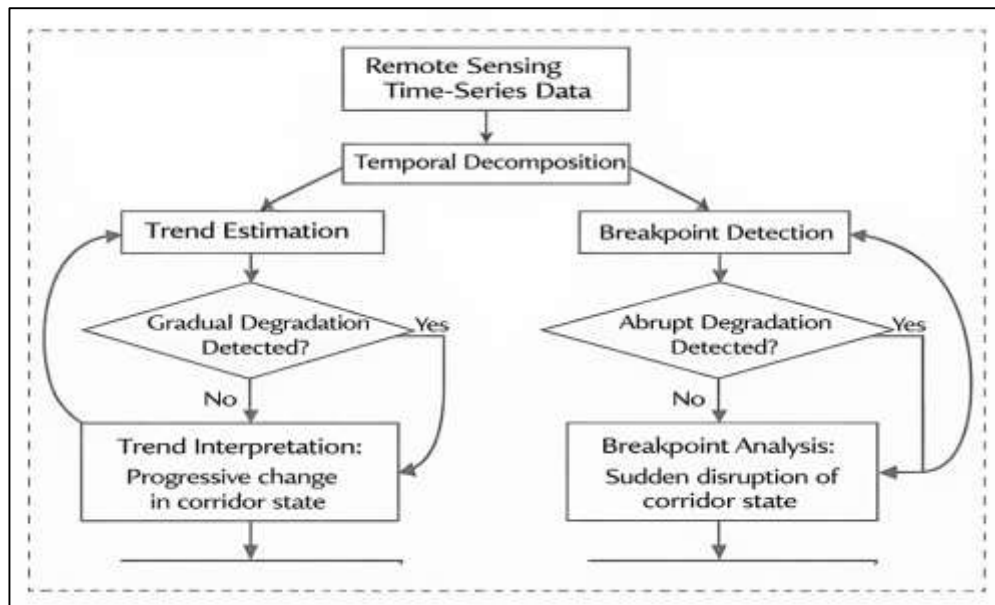 Remote Sensing
Time-Series Data
Temporal Decomposition
Trend Estimation
Breakpoint Detection
Gradual Degradation
Detected?
Yes
Abrupt Degradation
Detected?
Yes
No
No
Trend Interpretation:
Progressive change
in corridor state
Breakpoint Analysis:
Sudden disruption of
corridor state